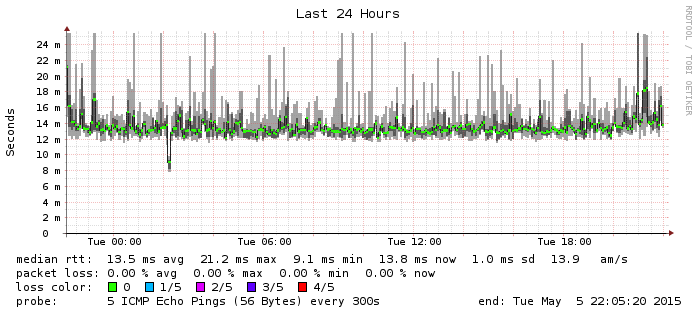 Last 24 Hours
RRDTOOL / TOBI OETIKER
Seconds
24 m
22 m
20 m
18 m
16 m
14 m
12 m
10 m
8 m
6 m
4 m
2 m
0
Tue 00:00 Tue 06:00 Tue 12:00 Tue 18:00
median rtt: 13.5 ms avg 21.2 ms max 9.1 ms min 13.8 ms now 1.0 ms sd 13.9 am/s
packet loss: 0.00 % avg 0.00 % max 0.00 % min 0.00 % now
loss color: 0 1/5 2/5 3/5 4/5
probe: 5 ICMP Echo Pings (56 Bytes) every 300s end: Tue May 5 22:05:20 2015